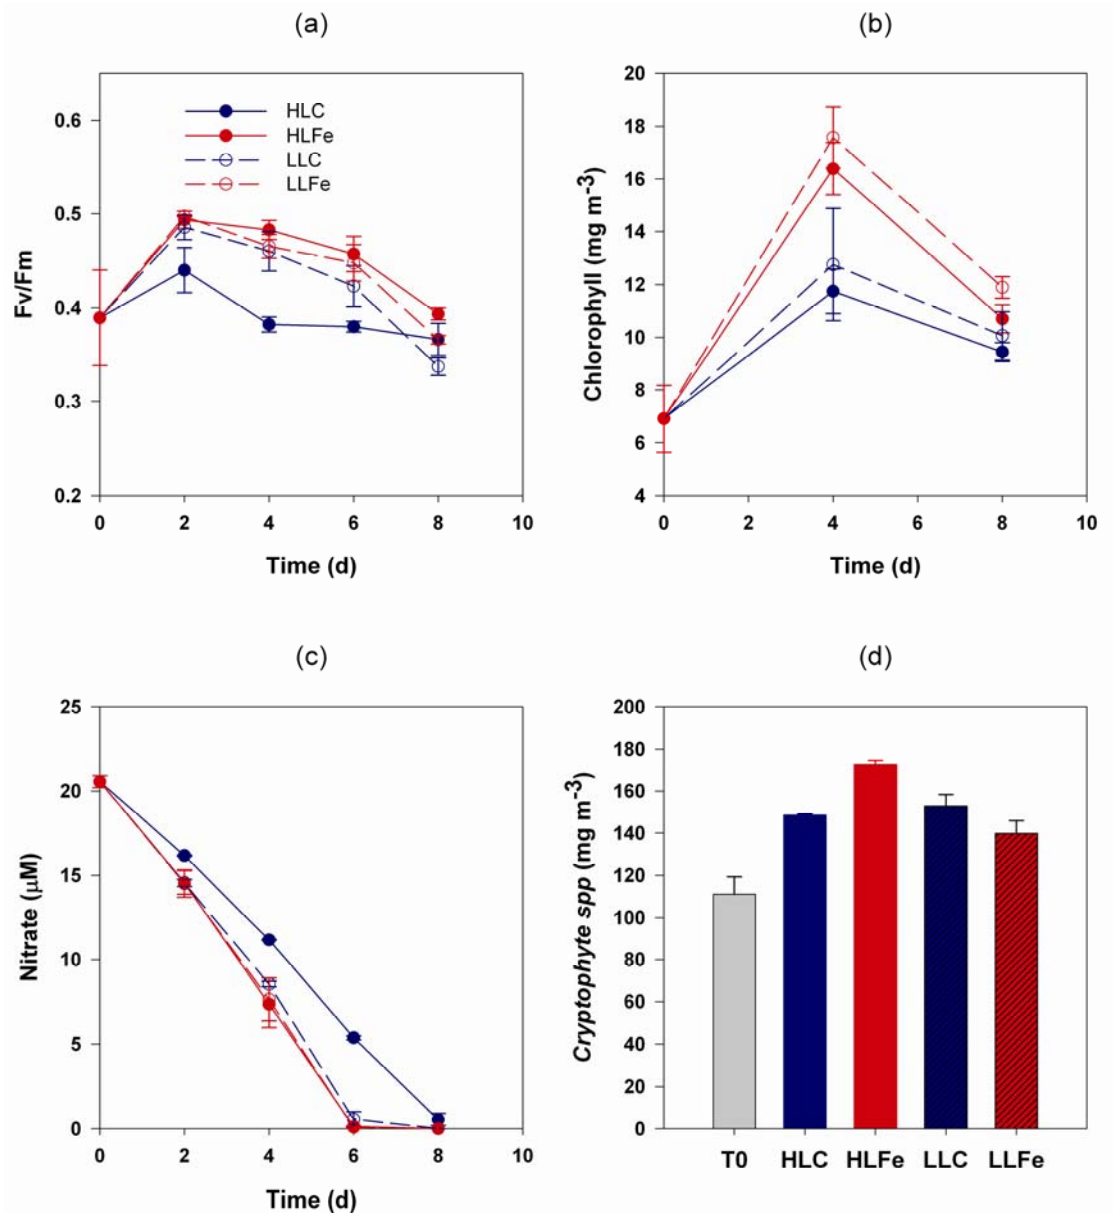 (a)
Fv/Fm
0.6
0.5
0.4
0.3
0.2
HLC
HLFe
LLC
LLFe
0 2 4 6 8 10
Time (d)
(b)
Chlorophyll (mg m-3)
20
18
16
14
12
10
8
6
4
0 2 4 6 8 10
Time (d)
(c)
Nitrate (μM)
25
20
15
10
5
0
0 2 4 6 8 10
Time (d)
(d)
Cryptophyte spp (mg m-3)
200
180
160
140
120
100
80
60
40
20
0
T0 HLC HLFe LLC LLFe